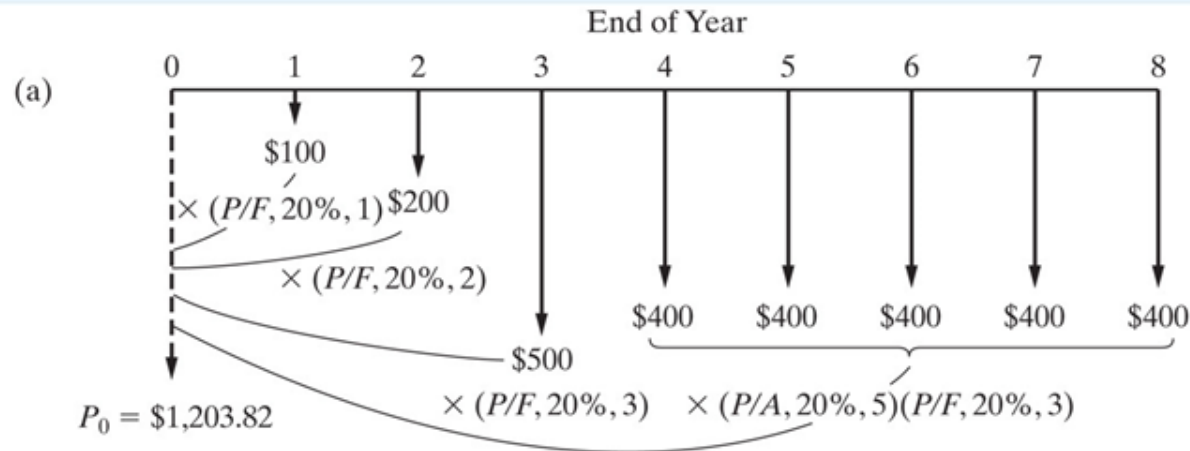 End of Year
0 1 2 3 4 5 6 7 8
(a)
$100
× (P/F, 20%, 1) $200
× (P/F, 20%, 2)
$400 $400 $400 $400 $400
$500
× (P/F, 20%, 3) × (P/A, 20%, 5)(P/F, 20%, 3)
P₀ = $1,203.82